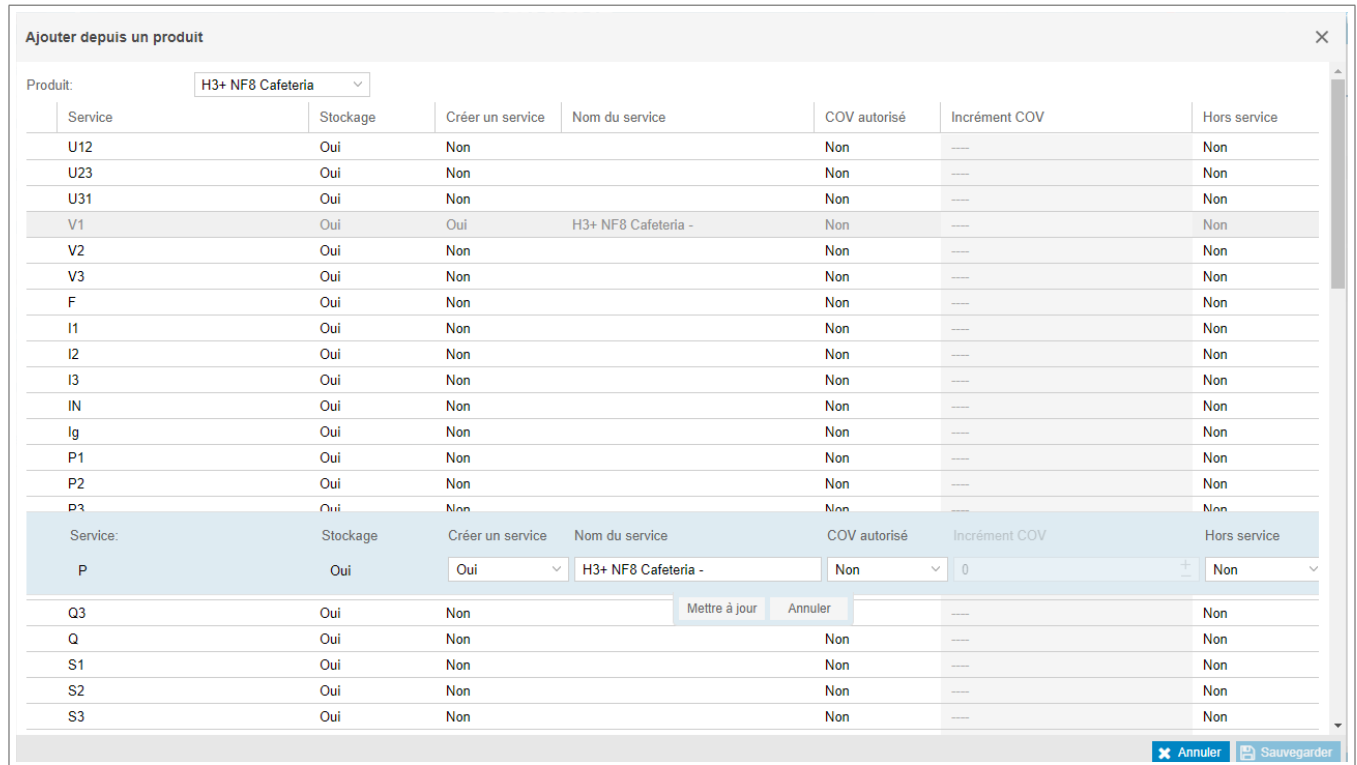 Ajouter depuis un produit
Produit: H3+ NF8 Cafeteria
Service Stockage Créer un service Nom du service COV autorisé Incrément COV Hors service
U12 Oui Non Non ---- Non
U23 Oui Non Non ---- Non
U31 Oui Non Non ---- Non
V1 Oui Oui H3+ NF8 Cafeteria - Non ---- Non
V2 Oui Non Non ---- Non
V3 Oui Non Non ---- Non
F Oui Non Non ---- Non
I1 Oui Non Non ---- Non
I2 Oui Non Non ---- Non
I3 Oui Non Non ---- Non
IN Oui Non Non ---- Non
Ig Oui Non Non ---- Non
P1 Oui Non Non ---- Non
P2 Oui Non Non ---- Non
P3 Oui Non Non ---- Non
Service: Stockage Créer un service Nom du service COV autorisé Incrément COV Hors service
P Oui Oui H3+ NF8 Cafeteria - Non 0 Non
Mettre à jour Annuler
Q3 Oui Non ---- Non
Q Oui Non Non ---- Non
S1 Oui Non Non ---- Non
S2 Oui Non Non ---- Non
S3 Oui Non Non ---- Non
Annuler Sauvegarder